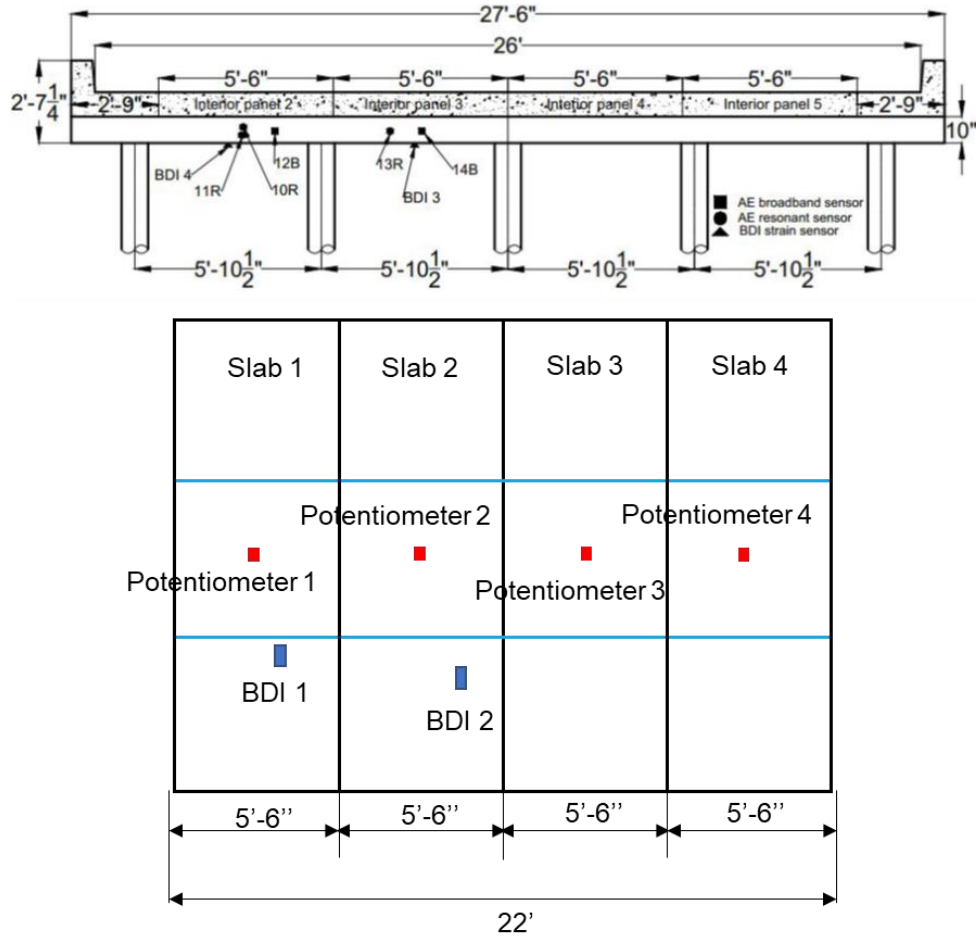 27'-6"
26'
5'-6" 5'-6" 5'-6" 5'-6"
2'-7 1/4" 2'-9" Interior panel 2 Interior panel 3 Interior panel 4 Interior panel 5 2'-9" 10"
BDI 4 12B 13R 14B
11R 10R BDI 3
AE broadband sensor
AE resonant sensor
BDI strain sensor
5'-10 1/2" 5'-10 1/2" 5'-10 1/2" 5'-10 1/2"
Slab 1 Slab 2 Slab 3 Slab 4
Potentiometer 2 Potentiometer 4
Potentiometer 1 Potentiometer 3
BDI 1
BDI 2
5'-6'' 5'-6'' 5'-6'' 5'-6''
22'